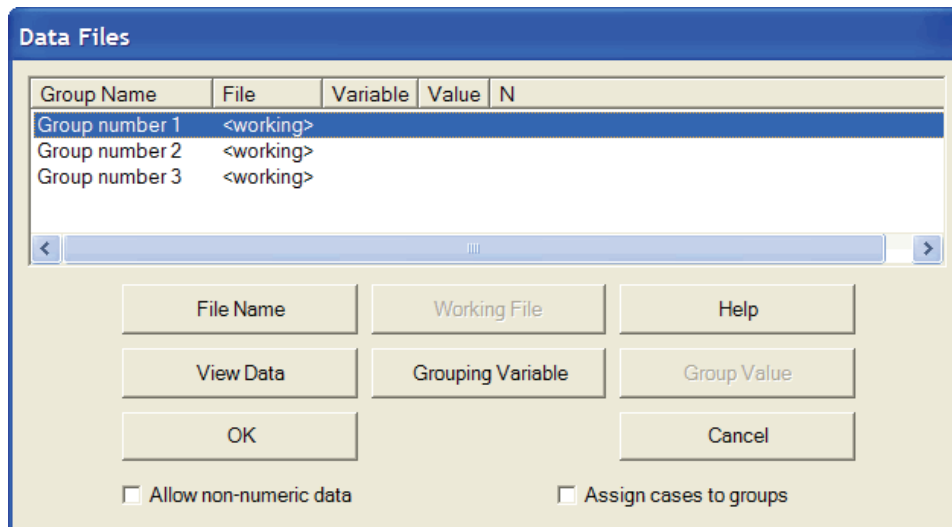 Data Files
Group Name File Variable Value N
Group number 1 <working>
Group number 2 <working>
Group number 3 <working>
File Name Working File Help
View Data Grouping Variable Group Value
OK Cancel
Allow non-numeric data Assign cases to groups